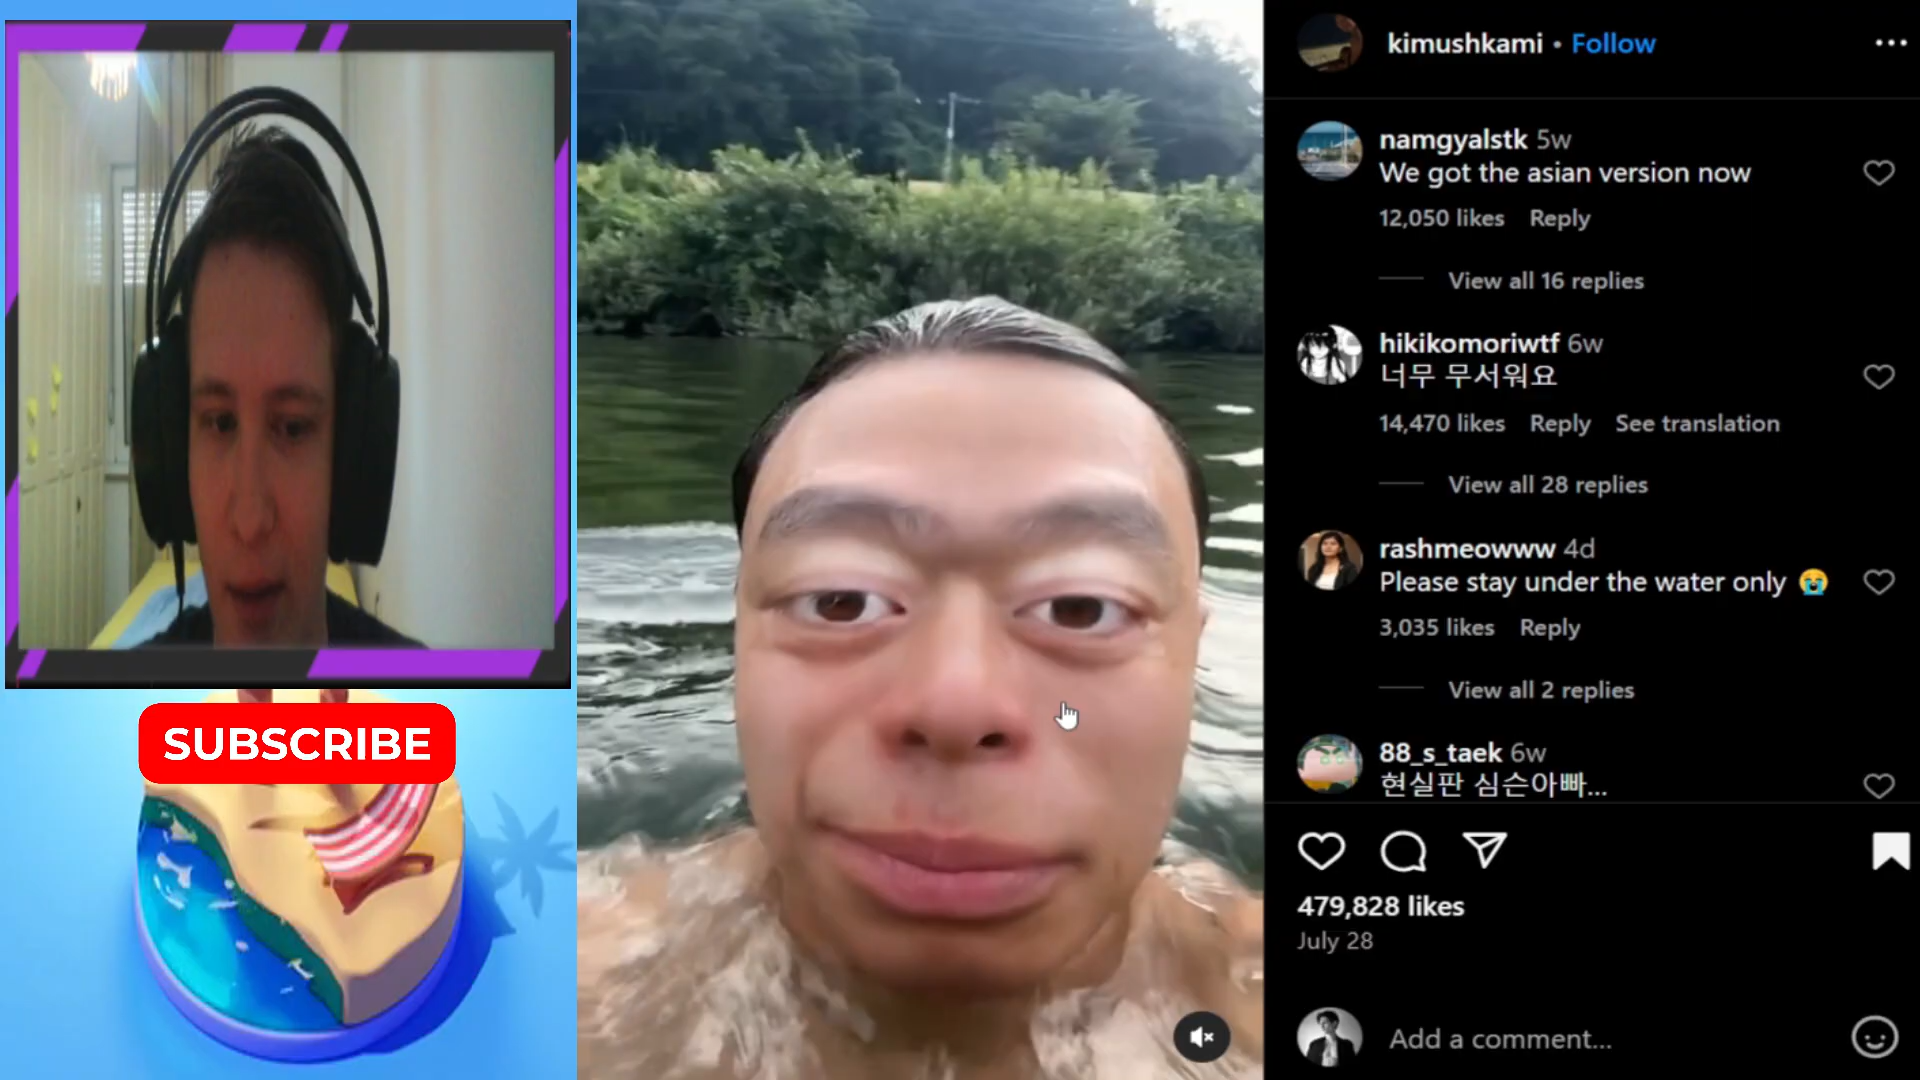 SUBSCRIBE
kimushkami • Follow
namgyalstk 5w
We got the asian version now
12,050 likes Reply
View all 16 replies
hikikomoriwtf 6w
너무 무서워요
14,470 likes Reply See translation
View all 28 replies
rashmeowww 4d
Please stay under the water only 😭
3,035 likes Reply
View all 2 replies
88_s_taek 6w
현실판 심슨아빠...
479,828 likes
July 28
Add a comment...